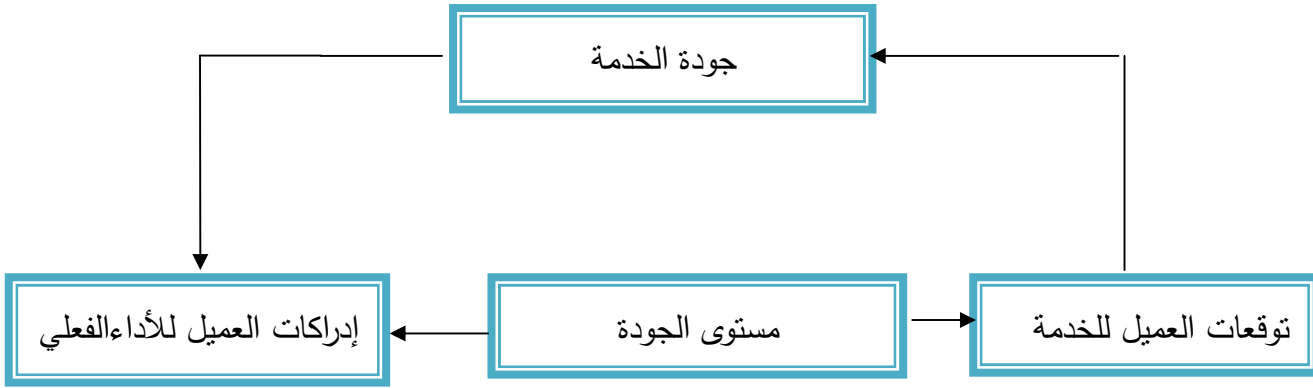 جودة الخدمة
توقعات العميل للخدمة
مستوى الجودة
إدراكات العميل للأداءالفعلي